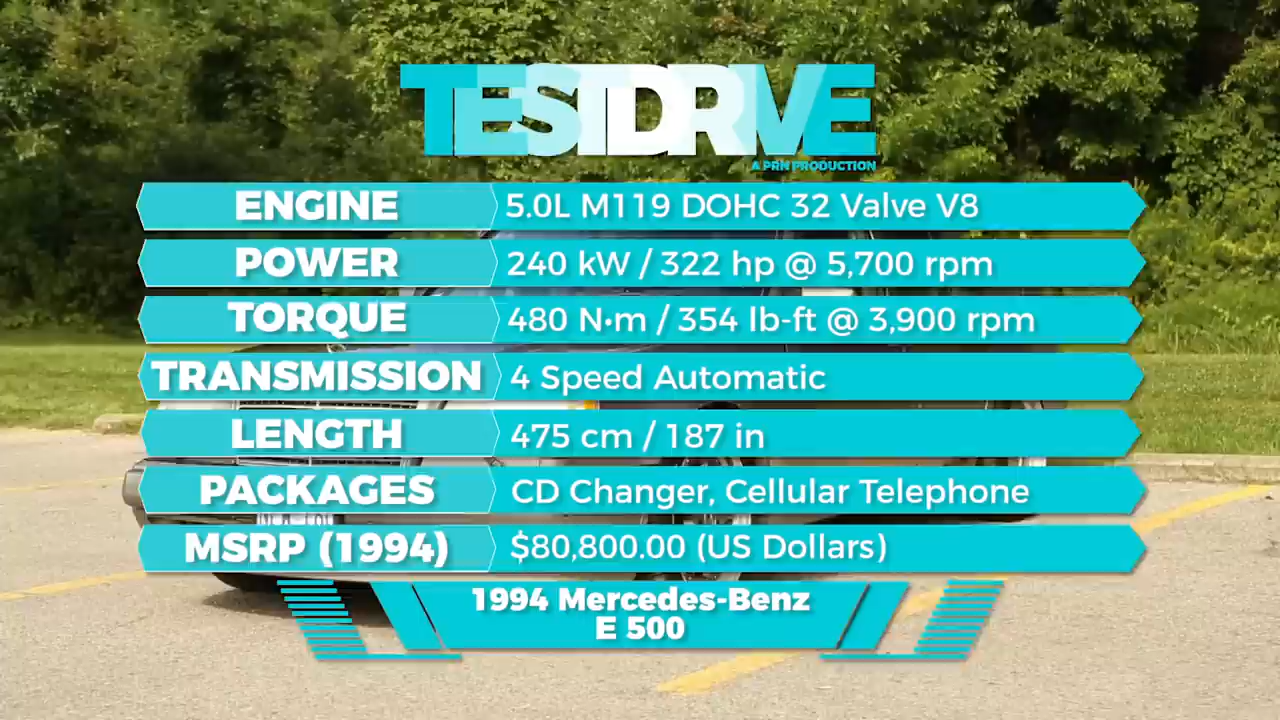 TESTDRIVE
A PRN PRODUCTION
ENGINE 5.0L M119 DOHC 32 Valve V8
POWER 240 kW / 322 hp @ 5,700 rpm
TORQUE 480 N•m / 354 lb-ft @ 3,900 rpm
TRANSMISSION 4 Speed Automatic
LENGTH 475 cm / 187 in
PACKAGES CD Changer, Cellular Telephone
MSRP (1994) $80,800.00 (US Dollars)
1994 Mercedes-Benz
E 500